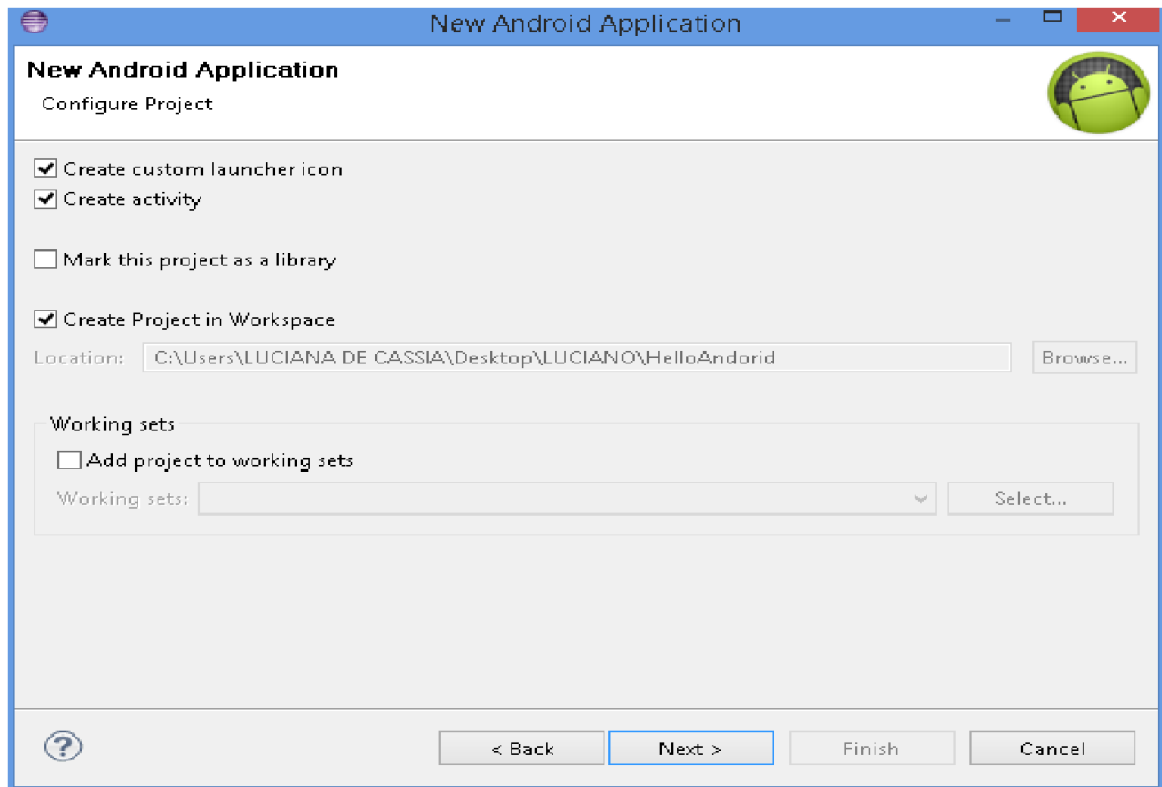 New Android Application
New Android Application
Configure Project
Create custom launcher icon
Create activity
Mark this project as a library
Create Project in Workspace
Location: C:\Users\LUCIANA DE CASSIA\Desktop\LUCIANO\HelloAndorid Browse...
Working sets
Add project to working sets
Working sets: Select...
? < Back Next > Finish Cancel